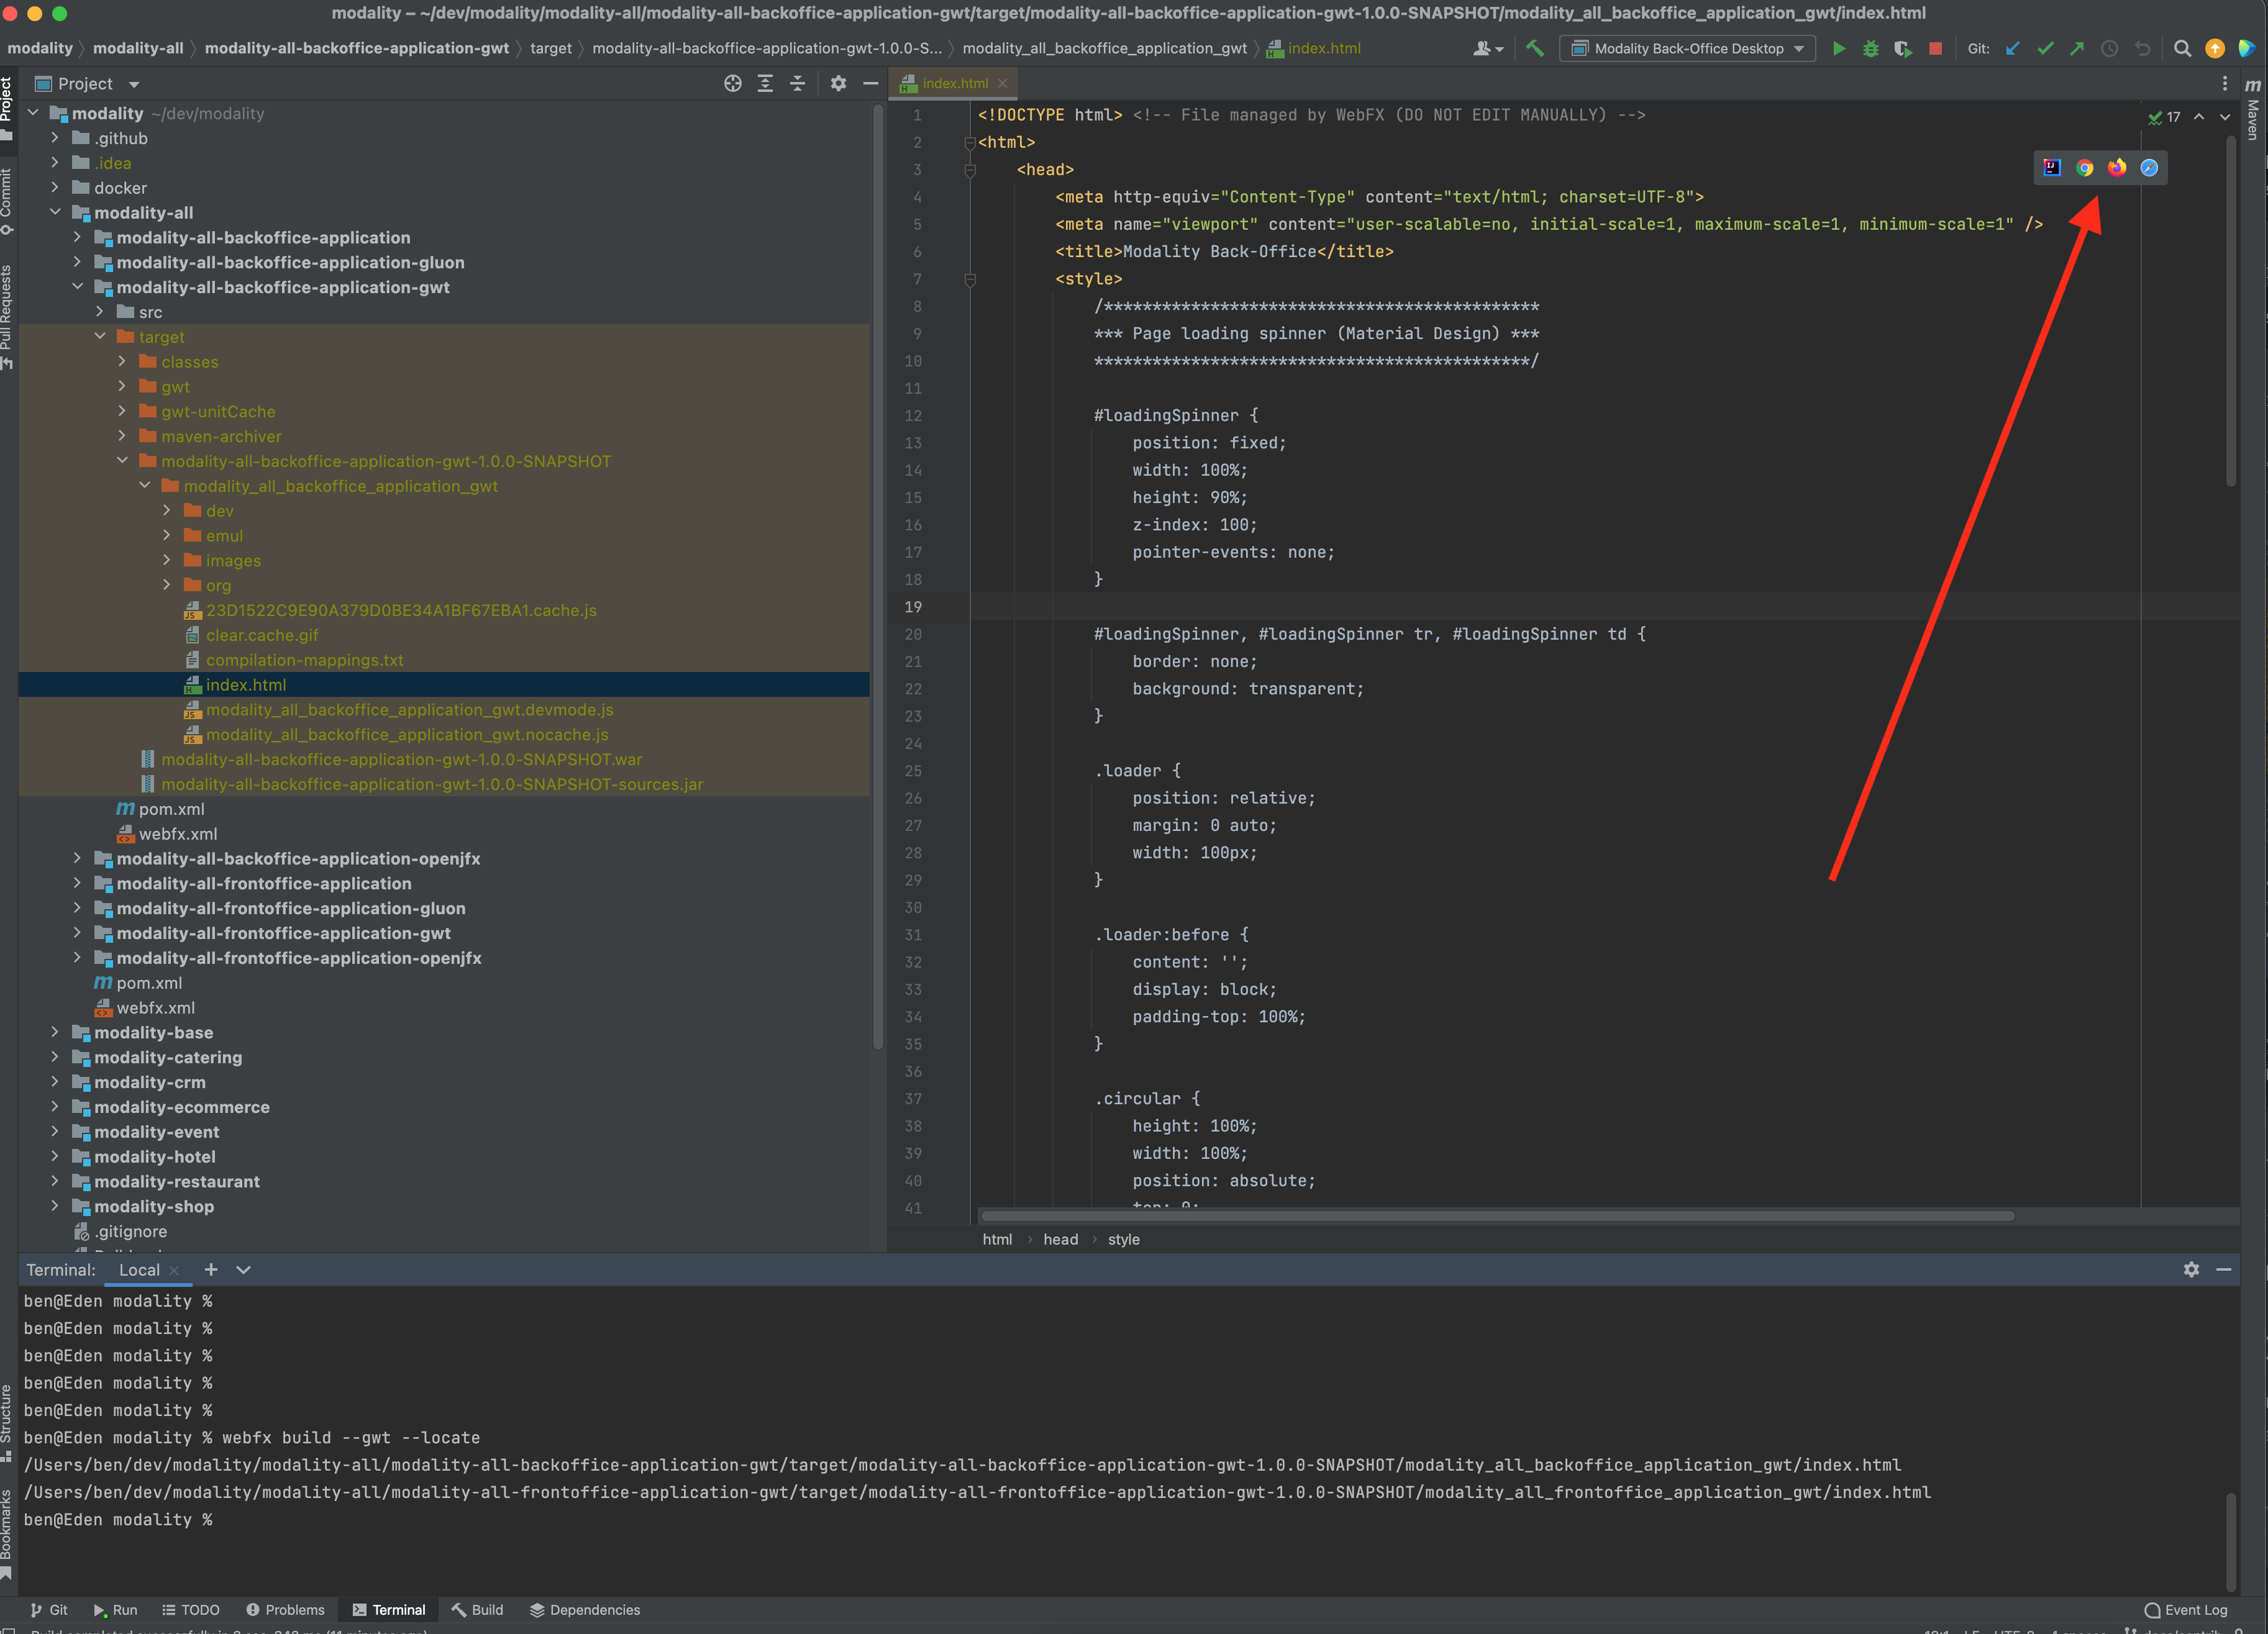 modality – ~/dev/modality/modality-all/modality-all-backoffice-application-gwt/target/modality-all-backoffice-application-gwt-1.0.0-SNAPSHOT/modality_all_backoffice_application_gwt/index.html
modality modality-all modality-all-backoffice-application-gwt target modality-all-backoffice-application-gwt-1.0.0-S... modality_all_backoffice_application_gwt index.html Modality Back-Office Desktop Git:
Project
Commit
Pull Requests
Structure
Bookmarks
Project
modality ~/dev/modality
.github
.idea
docker
modality-all
modality-all-backoffice-application
modality-all-backoffice-application-gluon
modality-all-backoffice-application-gwt
src
target
classes
gwt
gwt-unitCache
maven-archiver
modality-all-backoffice-application-gwt-1.0.0-SNAPSHOT
modality_all_backoffice_application_gwt
dev
emul
images
org
23D1522C9E90A379D0BE34A1BF67EBA1.cache.js
clear.cache.gif
compilation-mappings.txt
index.html
modality_all_backoffice_application_gwt.devmode.js
modality_all_backoffice_application_gwt.nocache.js
modality-all-backoffice-application-gwt-1.0.0-SNAPSHOT.war
modality-all-backoffice-application-gwt-1.0.0-SNAPSHOT-sources.jar
pom.xml
webfx.xml
modality-all-backoffice-application-openjfx
modality-all-frontoffice-application
modality-all-frontoffice-application-gluon
modality-all-frontoffice-application-gwt
modality-all-frontoffice-application-openjfx
pom.xml
webfx.xml
modality-base
modality-catering
modality-crm
modality-ecommerce
modality-event
modality-hotel
modality-restaurant
modality-shop
.gitignore
index.html
17
Maven
1 <!DOCTYPE html> <!-- File managed by WebFX (DO NOT EDIT MANUALLY) -->
2 <html>
3 <head>
4 <meta http-equiv="Content-Type" content="text/html; charset=UTF-8">
5 <meta name="viewport" content="user-scalable=no, initial-scale=1, maximum-scale=1, minimum-scale=1" />
6 <title>Modality Back-Office</title>
7 <style>
8 /*********************************************
9 *** Page loading spinner (Material Design) ***
10 *********************************************/
11
12 #loadingSpinner {
13 position: fixed;
14 width: 100%;
15 height: 90%;
16 z-index: 100;
17 pointer-events: none;
18 }
19
20 #loadingSpinner, #loadingSpinner tr, #loadingSpinner td {
21 border: none;
22 background: transparent;
23 }
24
25 .loader {
26 position: relative;
27 margin: 0 auto;
28 width: 100px;
29 }
30
31 .loader:before {
32 content: '';
33 display: block;
34 padding-top: 100%;
35 }
36
37 .circular {
38 height: 100%;
39 width: 100%;
40 position: absolute;
41 top: 0;
html head style
Terminal: Local
ben@Eden modality %
ben@Eden modality %
ben@Eden modality %
ben@Eden modality %
ben@Eden modality %
ben@Eden modality % webfx build --gwt --locate
/Users/ben/dev/modality/modality-all/modality-all-backoffice-application-gwt/target/modality-all-backoffice-application-gwt-1.0.0-SNAPSHOT/modality_all_backoffice_application_gwt/index.html
/Users/ben/dev/modality/modality-all/modality-all-frontoffice-application-gwt/target/modality-all-frontoffice-application-gwt-1.0.0-SNAPSHOT/modality_all_frontoffice_application_gwt/index.html
ben@Eden modality %
Git Run TODO Problems Terminal Build Dependencies Event Log